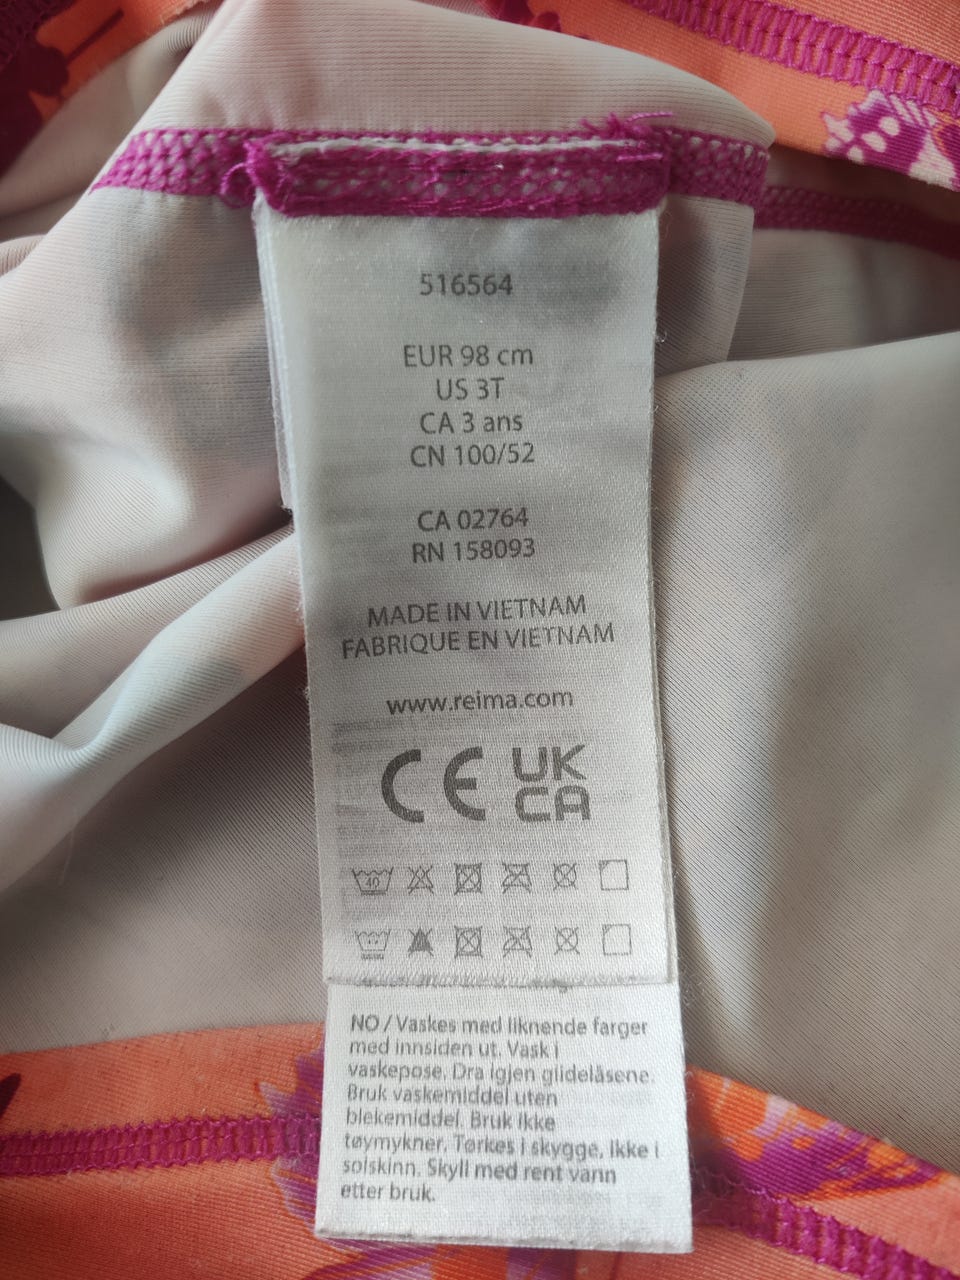 516564
EUR 98 cm
US 3T
CA 3 ans
CN 100/52
CA 02764
RN 158093
MADE IN VIETNAM
FABRIQUE EN VIETNAM
www.reima.com
CE UK
CA
40
NO / Vaskes med liknende farger
med innsiden ut. Vask i
vaskepose. Dra igjen glidelåsene.
Bruk vaskemiddel uten
blekemiddel. Bruk ikke
tøymykner. Tørkes i skygge. Ikke i
solskinn. Skyll med rent vann
etter bruk.